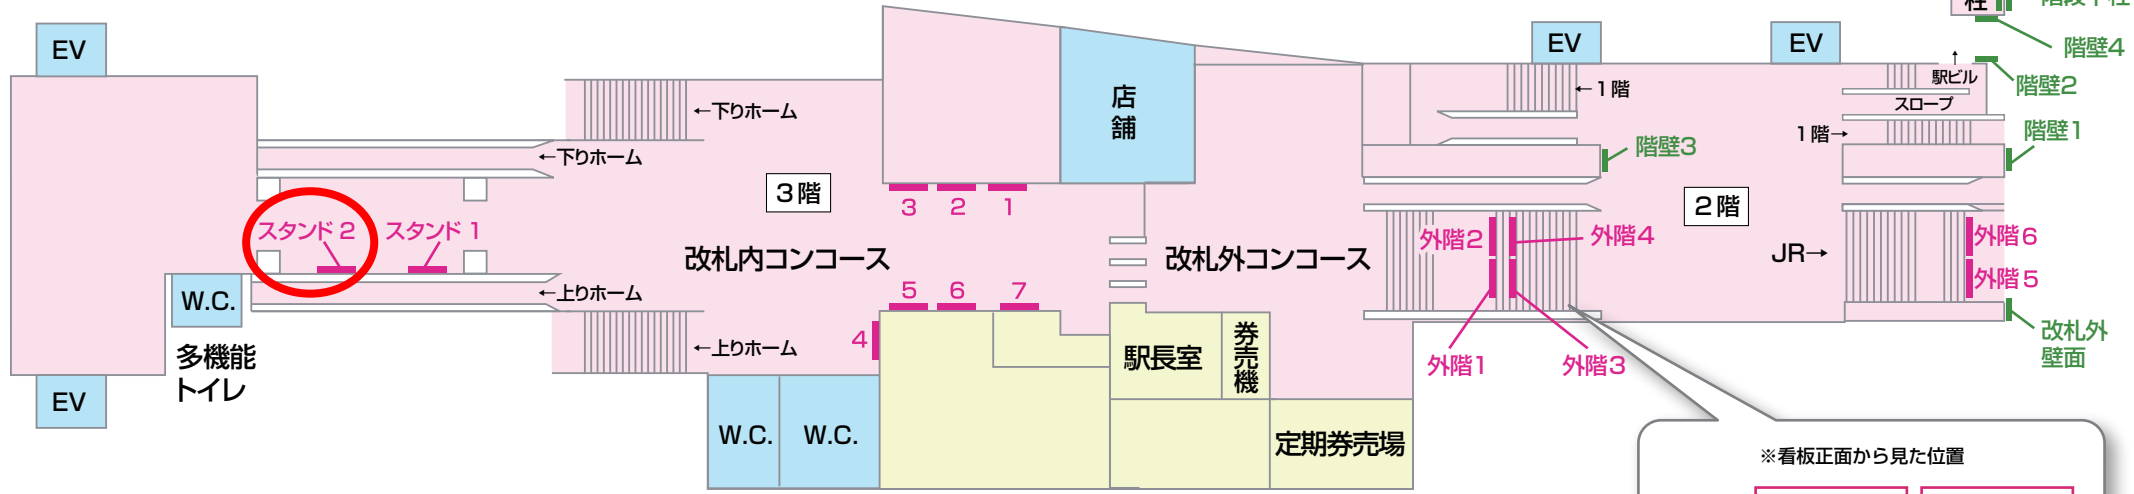 EV
EV
多機能
トイレ
W.C.
スタンド2
スタンド1
←下りホーム
←下りホーム
←上りホーム
←上りホーム
3階
改札内コンコース
W.C.
W.C.
店
舗
3
2
1
5
6
7
4
改札外コンコース
駅長室
券
売
機
定期券売場
EV
EV
←1階
階壁3
2階
外階2
外階4
外階1
外階3
JR→
1階→
スロープ
駅ビル
↑
階壁4
階壁2
階壁1
外階6
外階5
改札外
壁面
※看板正面から見た位置